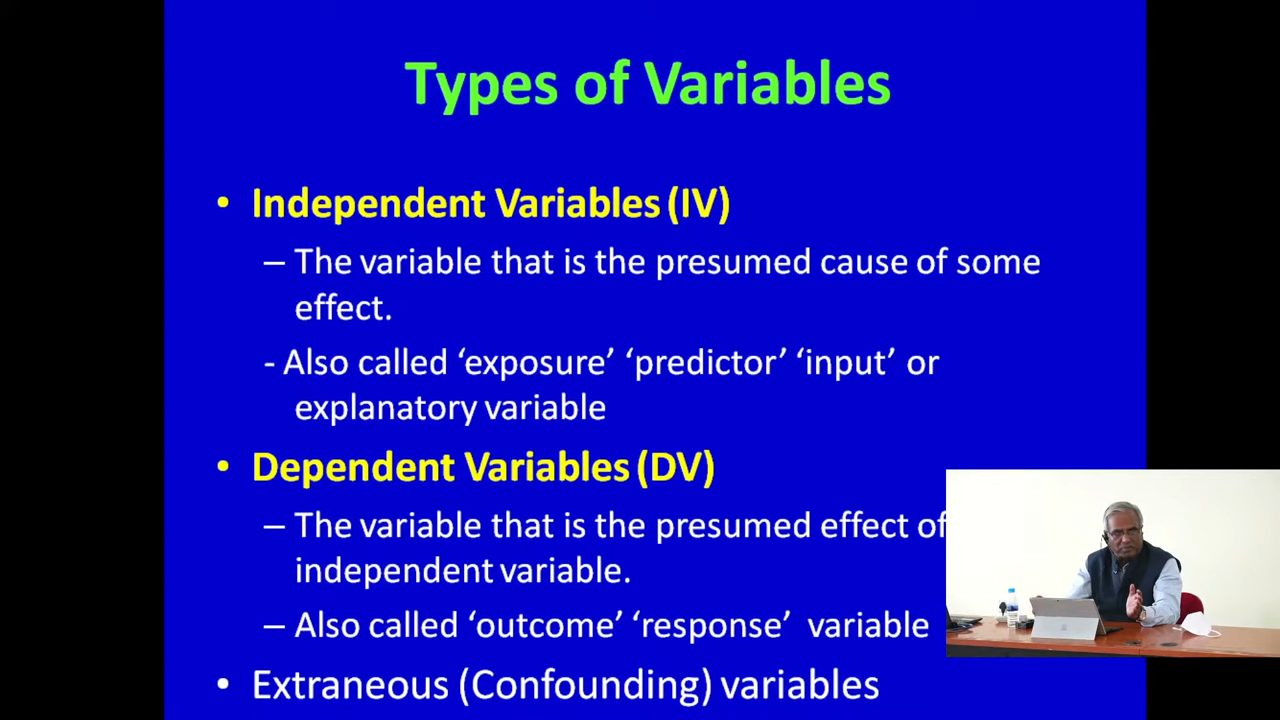 Types of Variables
• Independent Variables (IV)
– The variable that is the presumed cause of some
effect.
- Also called ‘exposure’ ‘predictor’ ‘input’ or
explanatory variable
• Dependent Variables (DV)
– The variable that is the presumed effect of
independent variable.
– Also called ‘outcome’ ‘response’ variable
• Extraneous (Confounding) variables